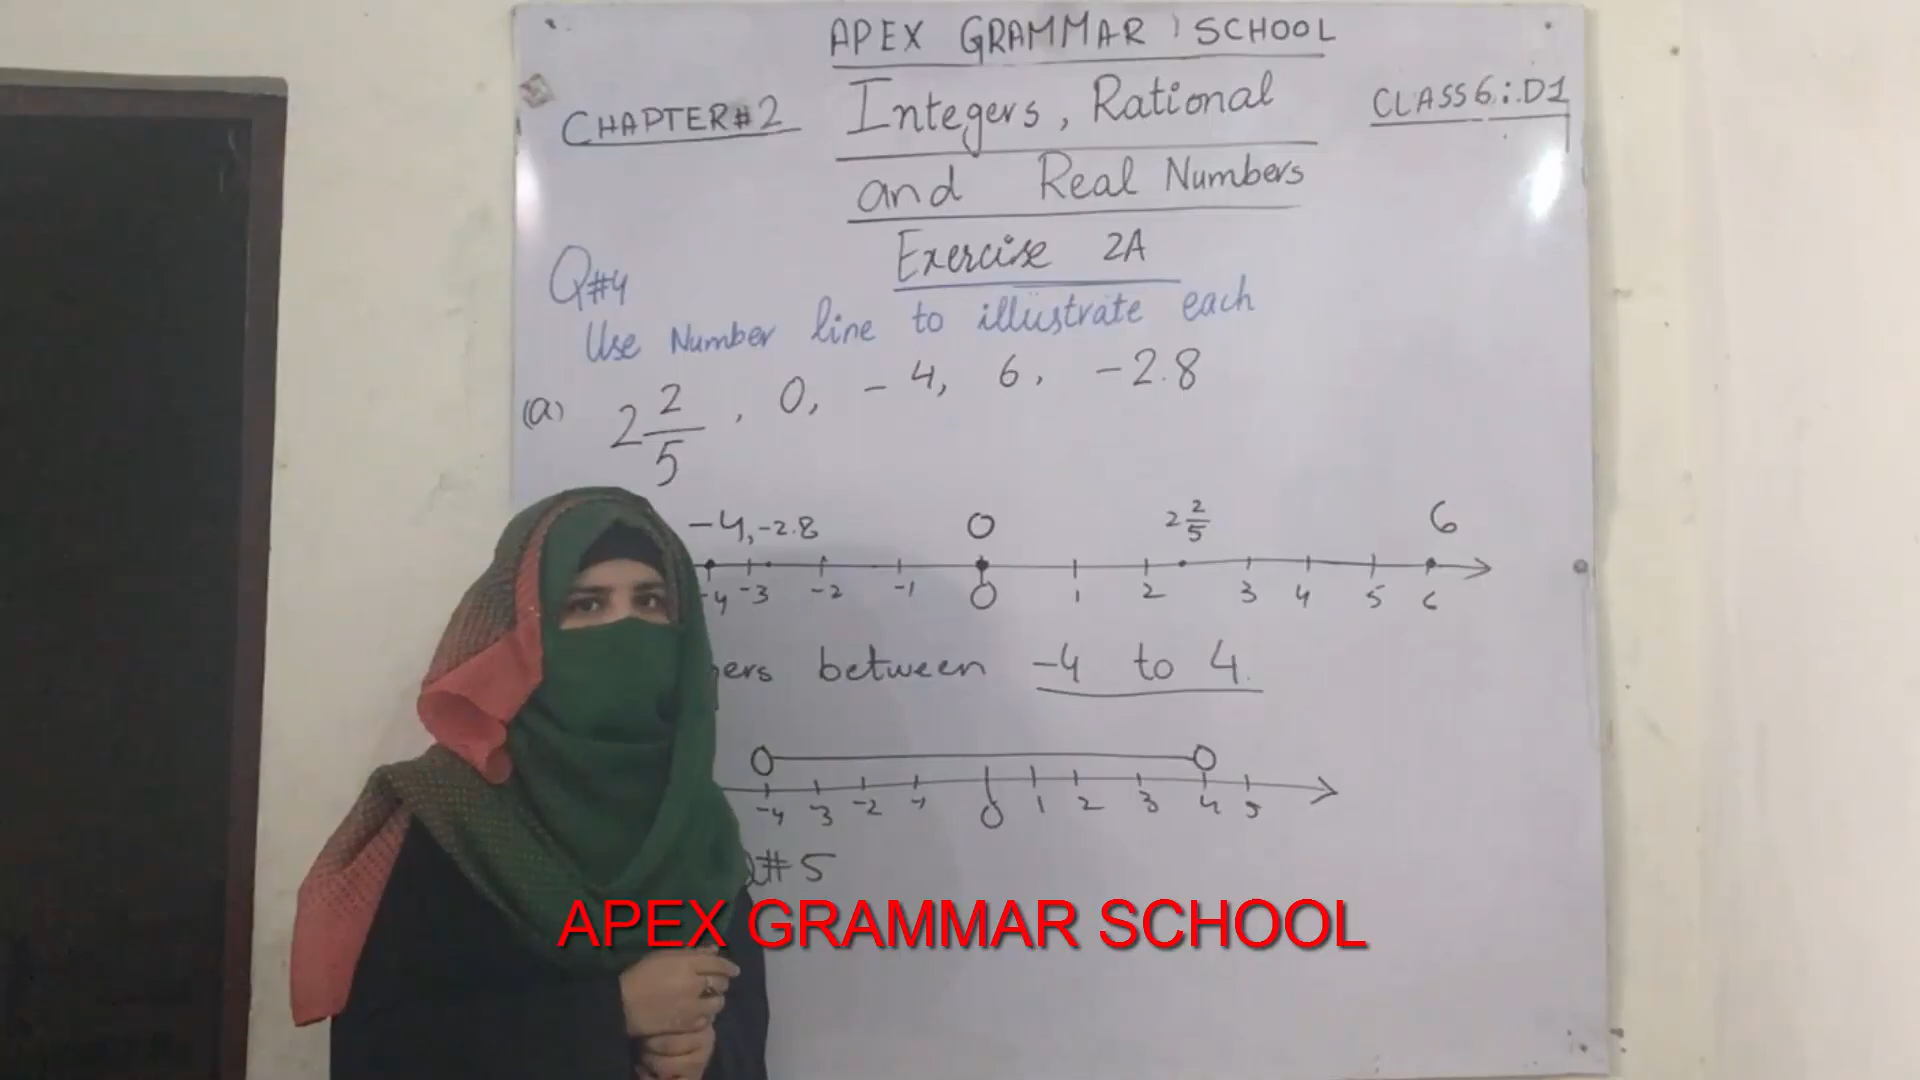 APEX GRAMMAR SCHOOL
CHAPTER#2
Integers, Rational
CLASS 6: D1
and Real Numbers
Exercise 2A
Q#4
Use Number line to illustrate each
(a) 2 2/5, 0, -4, 6, -2.8
-4, -2.8 0 2 2/5 6
-4 -3 -2 -1 0 1 2 3 4 5 6
between -4 to 4.
-4 -3 -2 -1 0 1 2 3 4 5
#5
APEX GRAMMAR SCHOOL